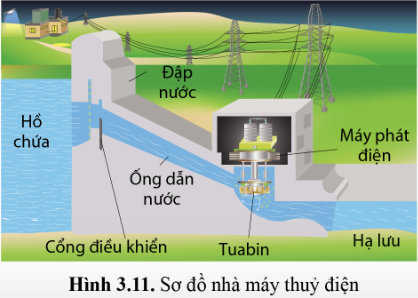 Đập
nước
Hồ
chứa
Máy phát
điện
Ống dẫn
nước
Cổng điều khiển
Tuabin
Hạ lưu
Hình 3.11. Sơ đồ nhà máy thuỷ điện